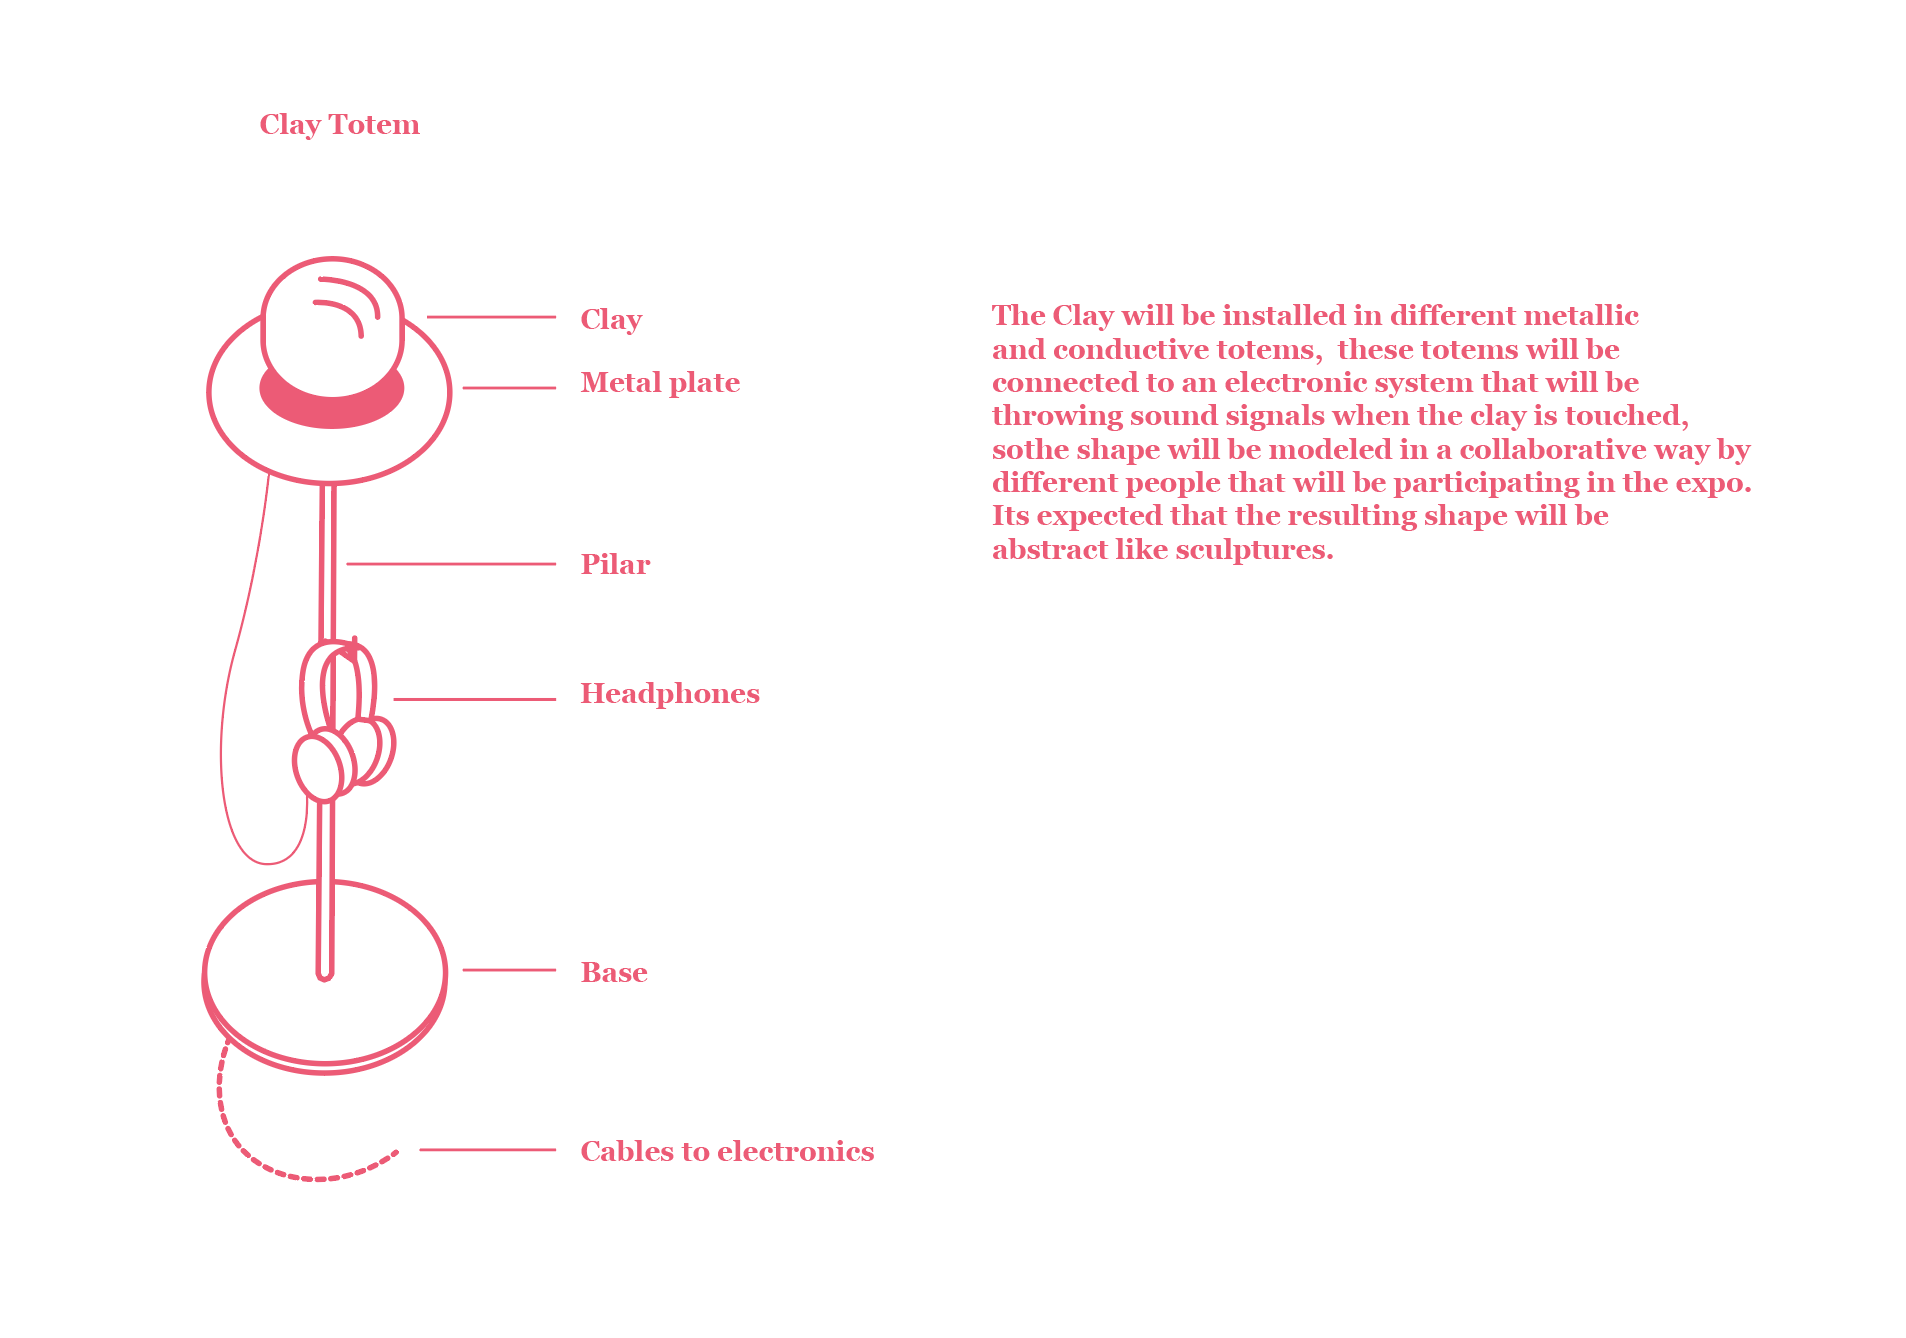 Clay Totem
Clay
Metal plate
Pilar
Headphones
Base
Cables to electronics
The Clay will be installed in different metallic
and conductive totems,  these totems will be
connected to an electronic system that will be
throwing sound signals when the clay is touched,
sothe shape will be modeled in a collaborative way by
different people that will be participating in the expo.
Its expected that the resulting shape will be
abstract like sculptures.